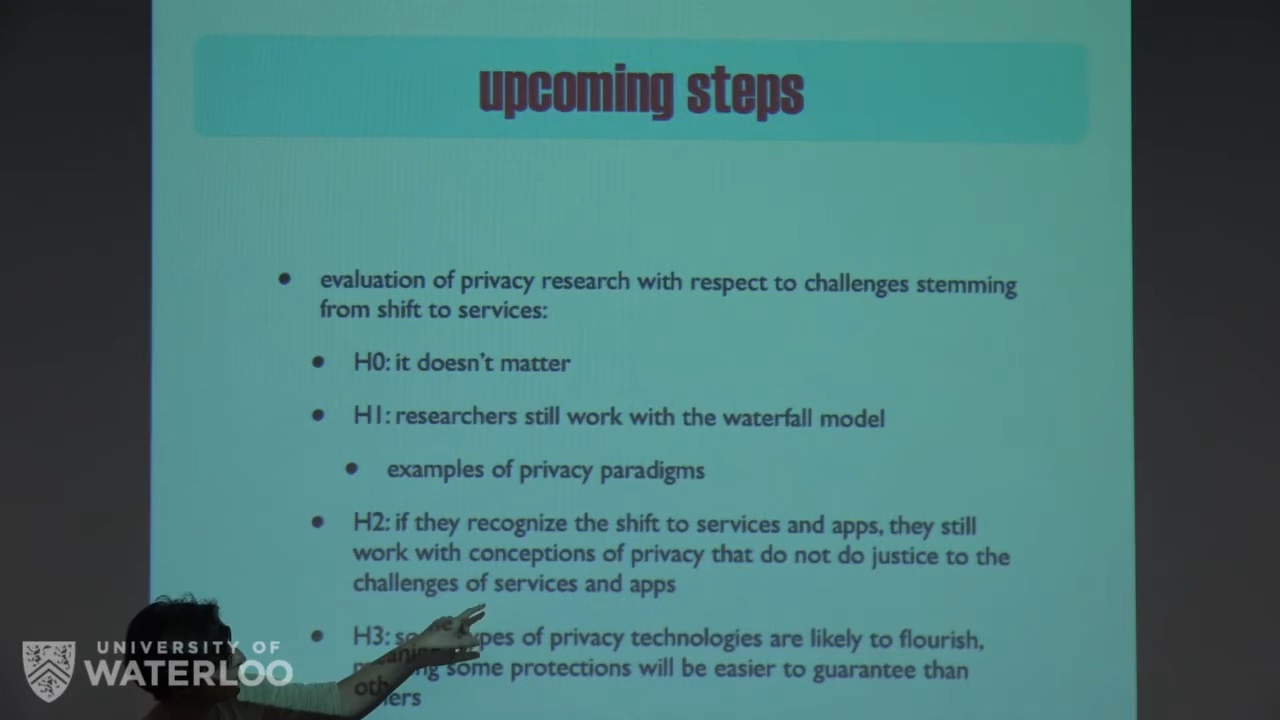 upcoming steps
• evaluation of privacy research with respect to challenges stemming
from shift to services:
• H0: it doesn't matter
• H1: researchers still work with the waterfall model
• examples of privacy paradigms
• H2: if they recognize the shift to services and apps, they still
work with conceptions of privacy that do not do justice to the
challenges of services and apps
• H3: some types of privacy technologies are likely to flourish,
meaning some protections will be easier to guarantee than
others
UNIVERSITY OF
WATERLOO